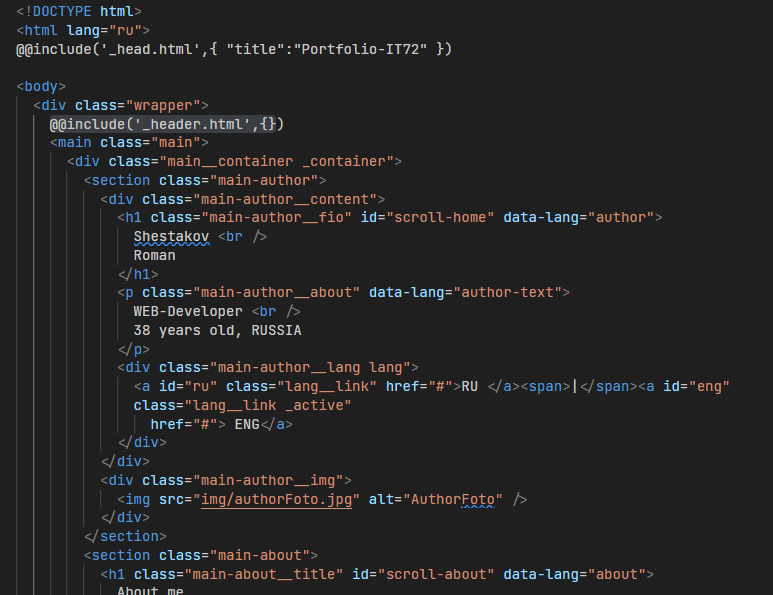 <!DOCTYPE html>
<html lang="ru">
@@include('_head.html',{ "title":"Portfolio-IT72" })
<body>
<div class="wrapper">
@@include('_header.html',{})
<main class="main">
<div class="main__container _container">
<section class="main-author">
<div class="main-author__content">
<h1 class="main-author__fio" id="scroll-home" data-lang="author">
Shestakov <br />
Roman
</h1>
<p class="main-author__about" data-lang="author-text">
WEB-Developer <br />
38 years old, RUSSIA
</p>
<div class="main-author__lang lang">
<a id="ru" class="lang__link" href="#">RU </a><span>|</span><a id="eng"
class="lang__link _active"
href="#"> ENG</a>
</div>
</div>
<div class="main-author__img">
<img src="img/authorFoto.jpg" alt="AuthorFoto" />
</div>
</section>
<section class="main-about">
<h1 class="main-about__title" id="scroll-about" data-lang="about">
About me